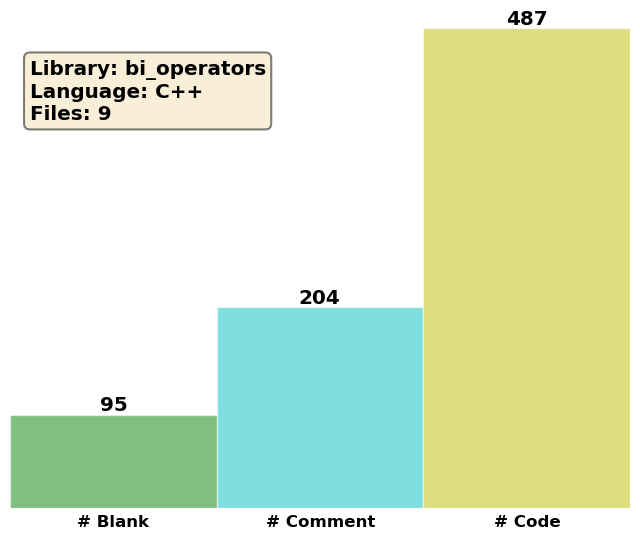 487
Library: bi_operators
Language: C++
Files: 9
204
95
# Blank
# Comment
# Code